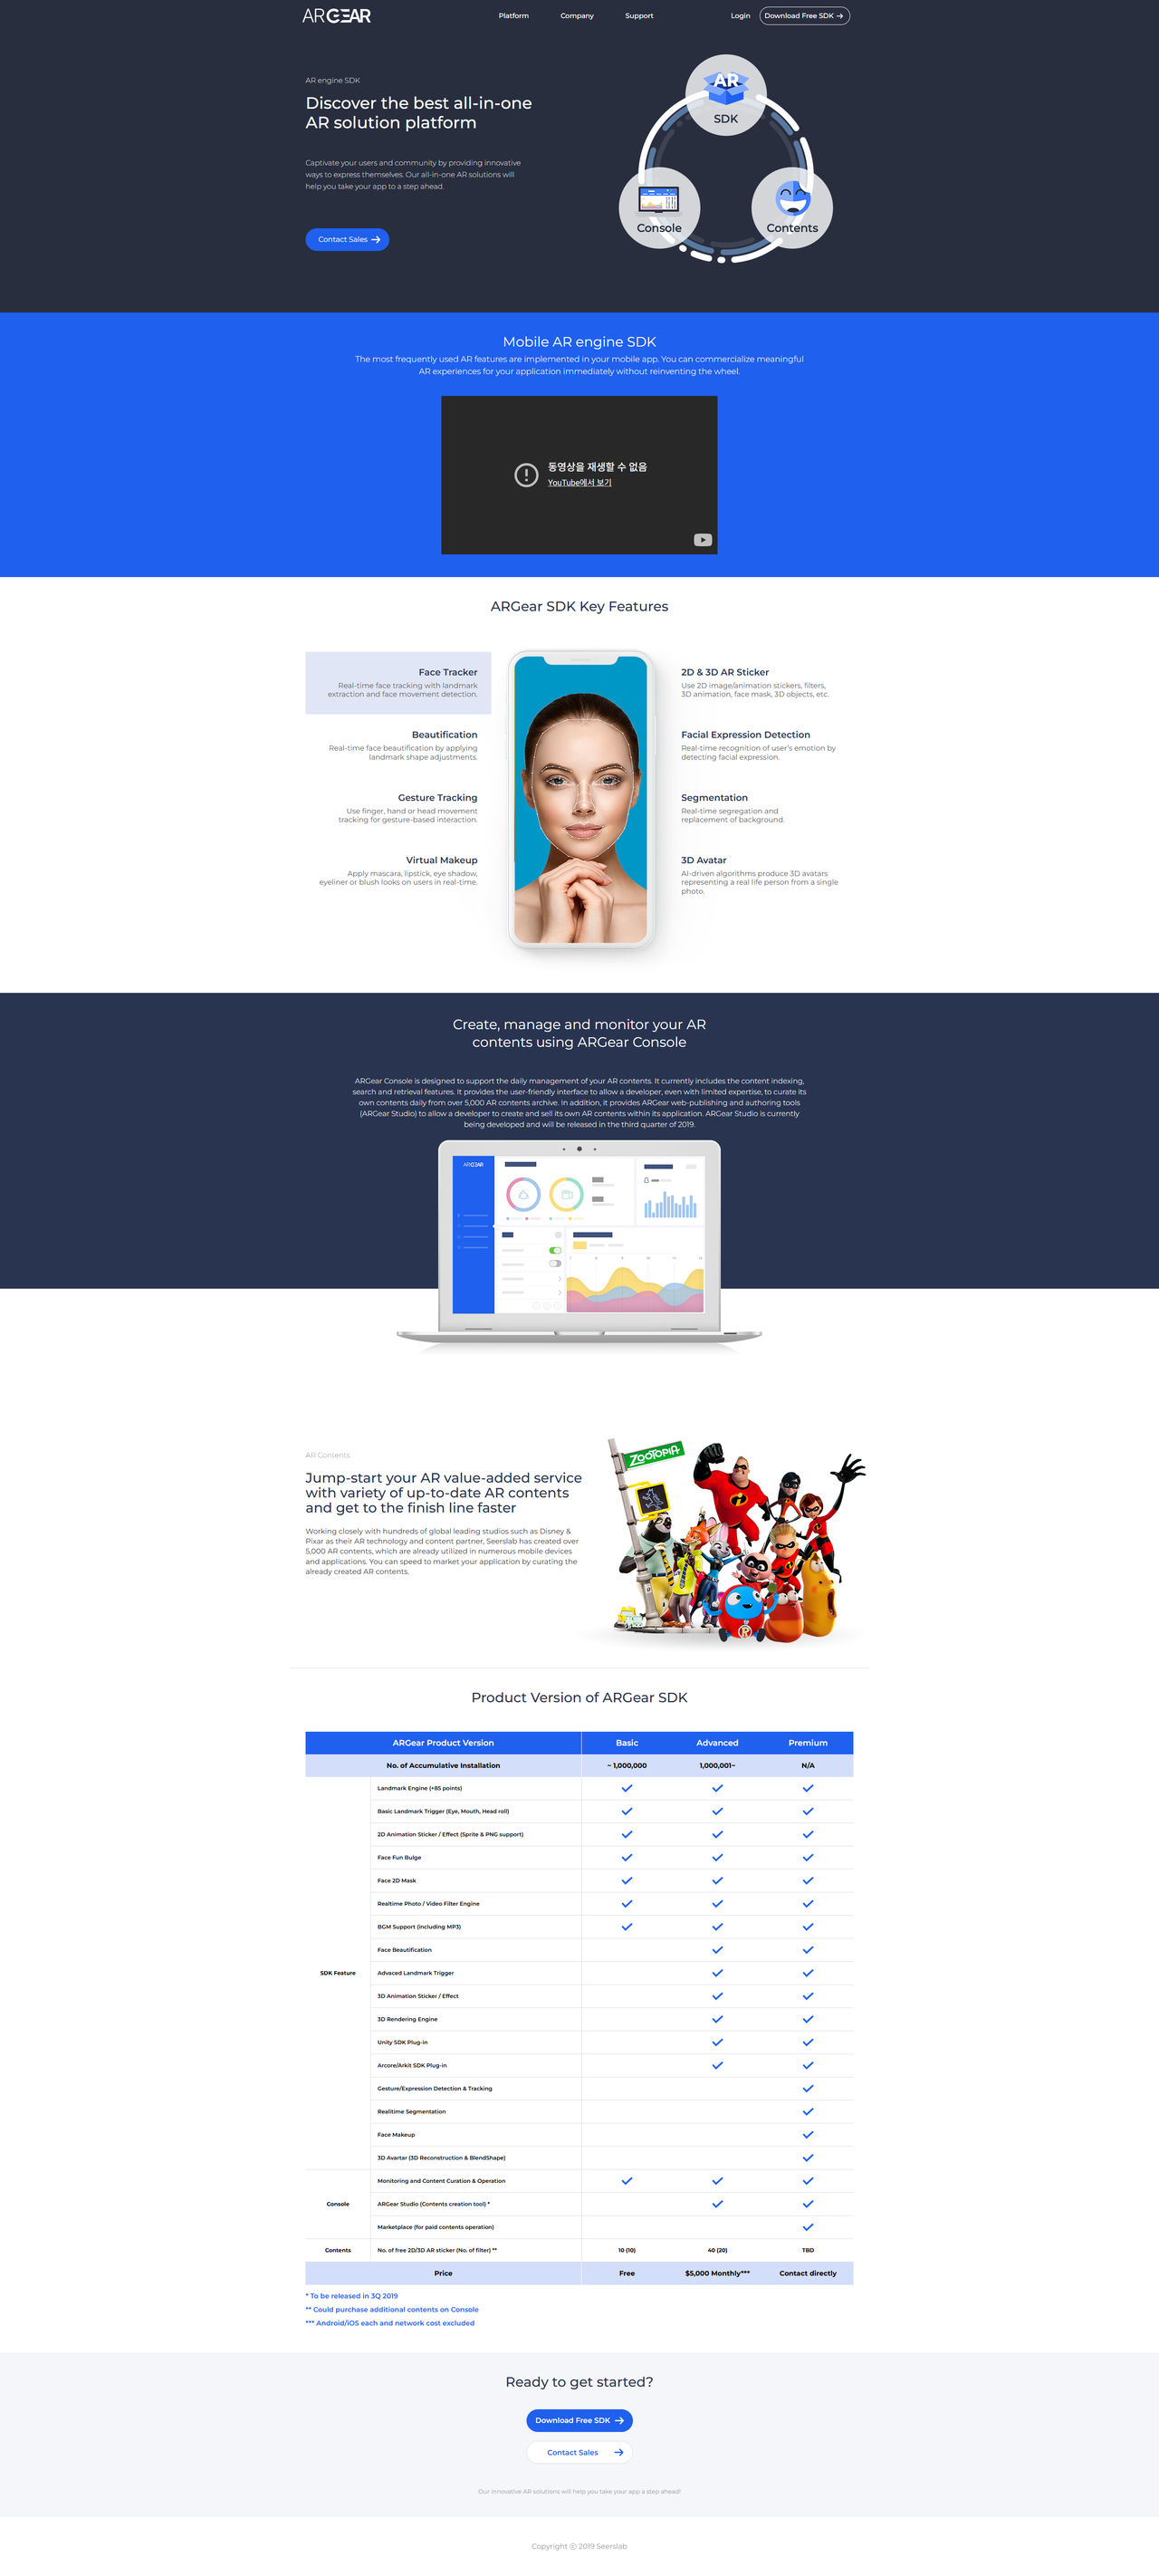 ARGEAR
Platform
Company
Support
Login
Download Free SDK
AR engine SDK
Discover the best all-in-one
AR solution platform
Captivate your users and community by providing innovative
ways to express themselves. Our all-in-one AR solutions will
help you take your app to a step ahead.
Contact Sales
AR
SDK
Console
Contents
Mobile AR engine SDK
The most frequently used AR features are implemented in your mobile app. You can commercialize meaningful
AR experiences for your application immediately without reinventing the wheel.
동영상을 재생할 수 없음
YouTube에서 보기
ARGear SDK Key Features
Face Tracker
Real-time face tracking with landmark
extraction and face movement detection.
Beautification
Real-time face beautification by applying
landmark shape adjustments.
Gesture Tracking
Use finger, hand or head movement
tracking for gesture-based interaction.
Virtual Makeup
Apply mascara, lipstick, eye shadow,
eyeliner or blush looks on users in real-time.
2D & 3D AR Sticker
Use 2D image/animation stickers, filters,
3D animation, face mask, 3D objects, etc.
Facial Expression Detection
Real-time recognition of user's emotion by
detecting facial expression.
Segmentation
Real-time segregation and
replacement of background.
3D Avatar
AI-driven algorithms produce 3D avatars
representing a real life person from a single
photo.
Create, manage and monitor your AR
contents using ARGear Console
ARGear Console is designed to support the daily management of your AR contents. It currently includes the content indexing,
search and retrieval features. It provides the user-friendly interface to allow a developer, even with limited expertise, to curate its
own contents daily from over 5,000 AR contents archive. In addition, it provides ARGear web-publishing and authoring tools
(ARGear Studio) to allow a developer to create and sell its own AR contents within its application. ARGear Studio is currently
being developed and will be released in the third quarter of 2019.
ARGEAR
AR Contents
Jump-start your AR value-added service
with variety of up-to-date AR contents
and get to the finish line faster
Working closely with hundreds of global leading studios such as Disney &
Pixar as their AR technology and content partner, Seerslab has created over
5,000 AR contents, which are already utilized in numerous mobile devices
and applications. You can speed to market your application by curating the
already created AR contents.
ZOOTOPIA
R
Product Version of ARGear SDK
ARGear Product Version Basic Advanced Premium
No. of Accumulative Installation ~ 1,000,000 1,000,001~ N/A
SDK Feature
Landmark Engine (+85 points)
Basic Landmark Trigger (Eye, Mouth, Head roll)
2D Animation Sticker / Effect (Sprite & PNG support)
Face Fun Bulge
Face 2D Mask
Realtime Photo / Video Filter Engine
BGM Support (including MP3)
Face Beautification
Advaced Landmark Trigger
3D Animation Sticker / Effect
3D Rendering Engine
Unity SDK Plug-in
Arcore/Arkit SDK Plug-in
Gesture/Expression Detection & Tracking
Realitime Segmentation
Face Makeup
3D Avartar (3D Reconstruction & BlendShape)
Console
Monitoring and Content Curation & Operation
ARGear Studio (Contents creation tool) *
Marketplace (for paid contents operation)
Contents No. of free 2D/3D AR sticker (No. of filter) ** 10 (10) 40 (20) TBD
Price Free $5,000 Monthly*** Contact directly
* To be released in 3Q 2019
** Could purchase additional contents on Console
*** Android/iOS each and network cost excluded
Ready to get started?
Download Free SDK
Contact Sales
Our innovative AR solutions will help you take your app a step ahead!
Copyright ⓒ 2019 Seerslab